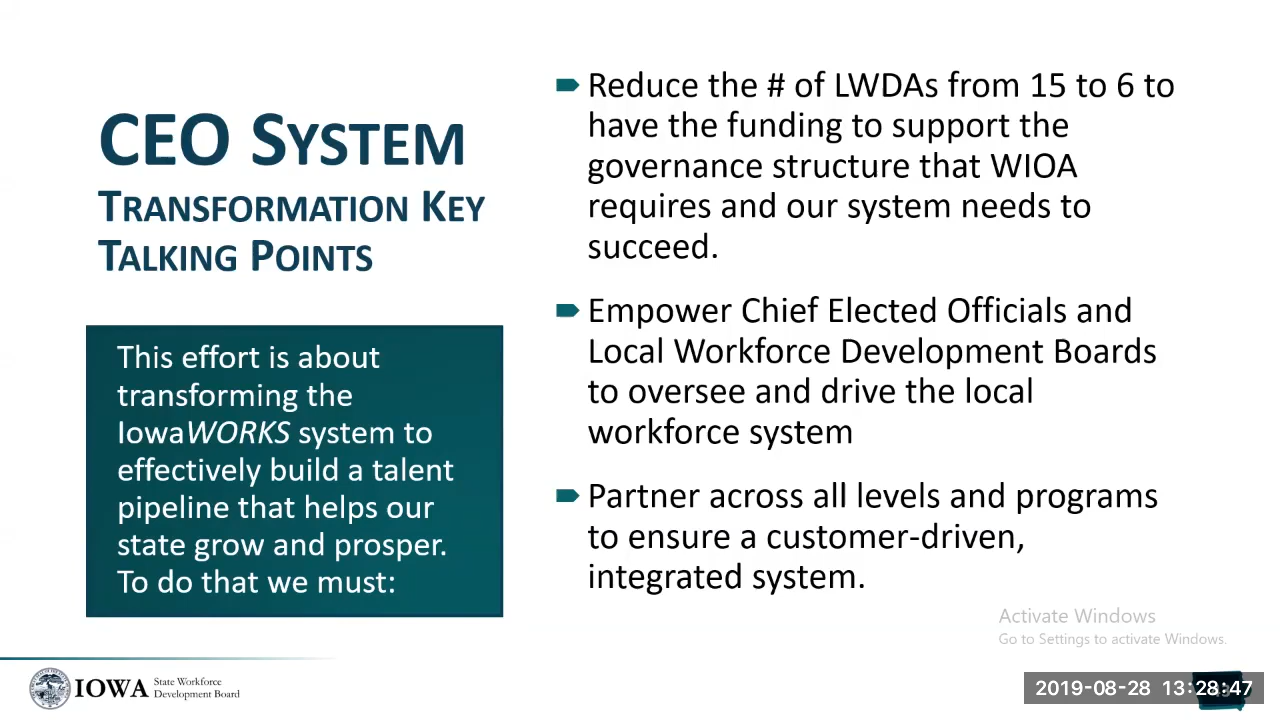 CEO SYSTEM
TRANSFORMATION KEY
TALKING POINTS
This effort is about
transforming the
IowaWORKS system to
effectively build a talent
pipeline that helps our
state grow and prosper.
To do that we must:
Reduce the # of LWDAs from 15 to 6 to
have the funding to support the
governance structure that WIOA
requires and our system needs to
succeed.
Empower Chief Elected Officials and
Local Workforce Development Boards
to oversee and drive the local
workforce system
Partner across all levels and programs
to ensure a customer-driven,
integrated system.
Activate Windows
Go to Settings to activate Windows.
IOWA State Workforce
Development Board
2019-08-28 13:28:47